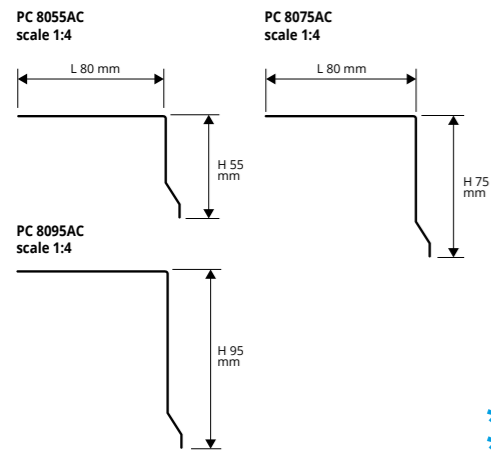 PC 8055AC
scale 1:4
L 80 mm
H 55
mm
PC 8075AC
scale 1:4
L 80 mm
H 75
mm
PC 8095AC
scale 1:4
H 95
mm